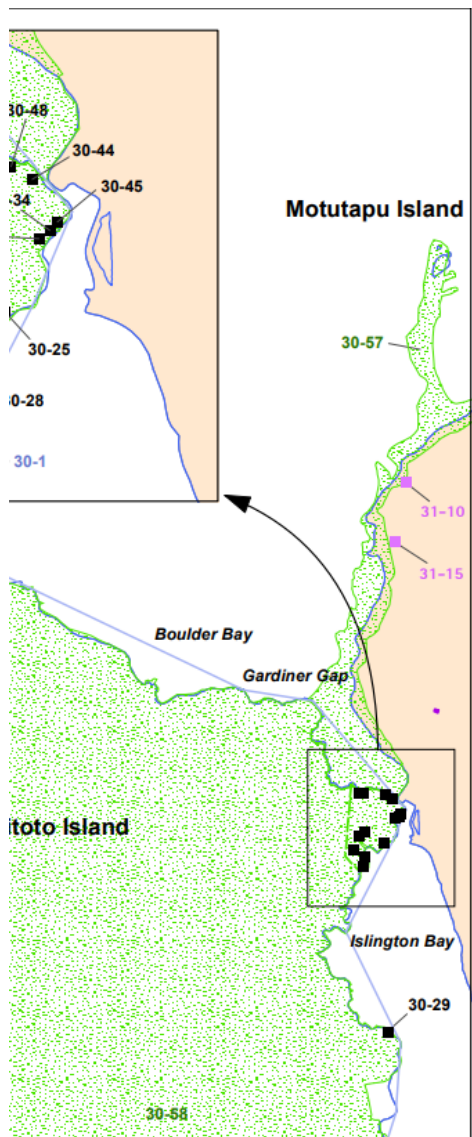 30-48
30-44
-34
30-45
30-25
30-28
30-1
Motutapu Island
30-57
31-10
31-15
Boulder Bay
Gardiner Gap
itoto Island
Islington Bay
30-29
30-58